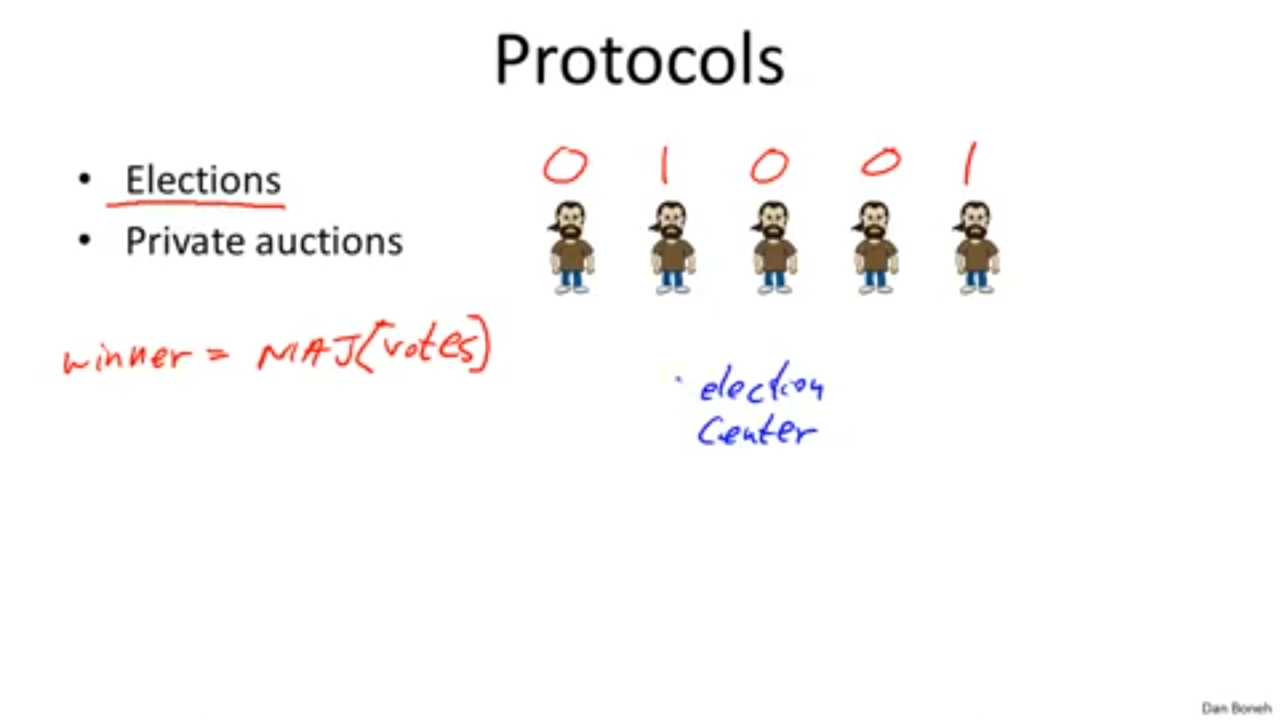 Protocols
• Elections
• Private auctions
0 1 0 0 1
winner = MAJ(votes)
election
center
Dan Boneh